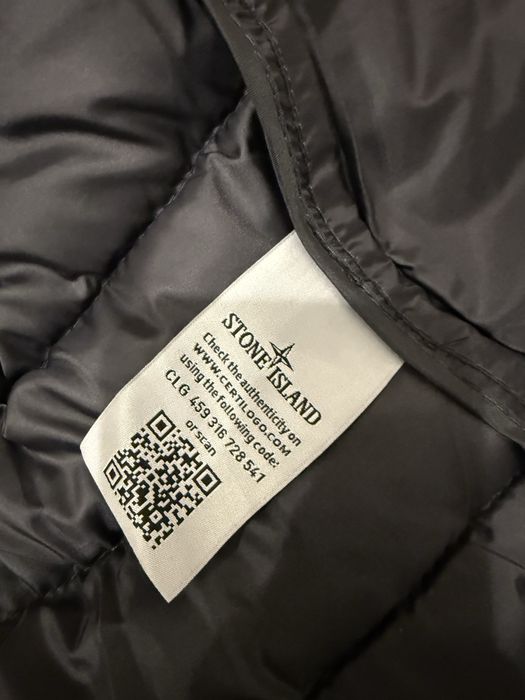 STONE ISLAND
Check the authenticity on
WWW.CERTILOGO.COM
using the following code:
CLG 459 316 728 541
or scan